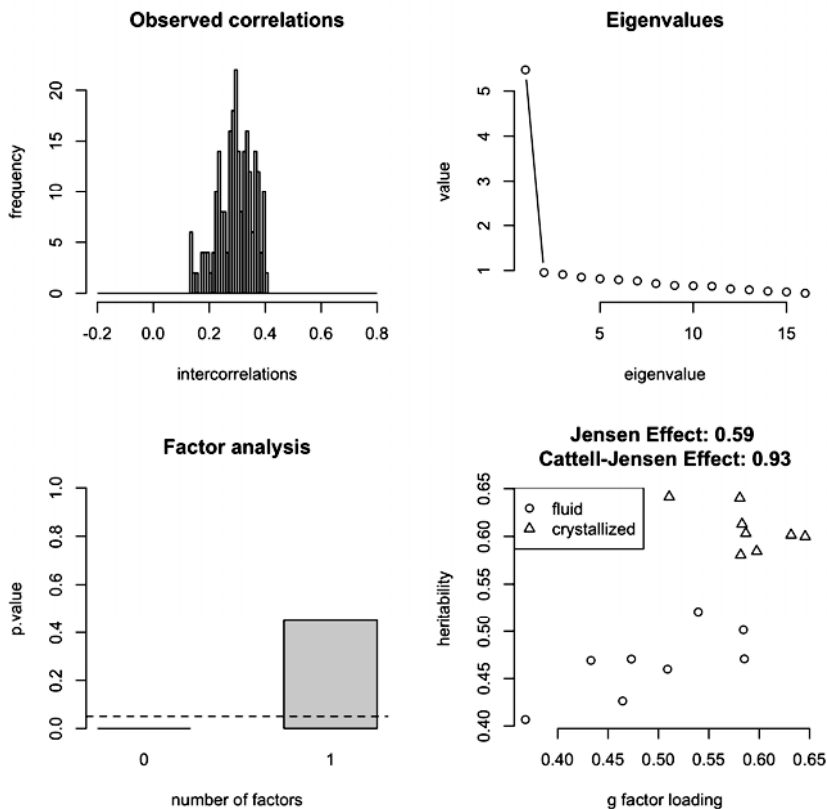 Observed correlations
frequency
20
15
10
5
0
-0.2 0.0 0.2 0.4 0.6 0.8
intercorrelations
Eigenvalues
value
5
4
3
2
1
5 10 15
eigenvalue
Factor analysis
p.value
1.0
0.8
0.6
0.4
0.2
0.0
0 1
number of factors
Jensen Effect: 0.59
Cattell-Jensen Effect: 0.93
fluid
crystallized
heritability
0.65
0.60
0.55
0.50
0.45
0.40
0.40 0.45 0.50 0.55 0.60 0.65
g factor loading